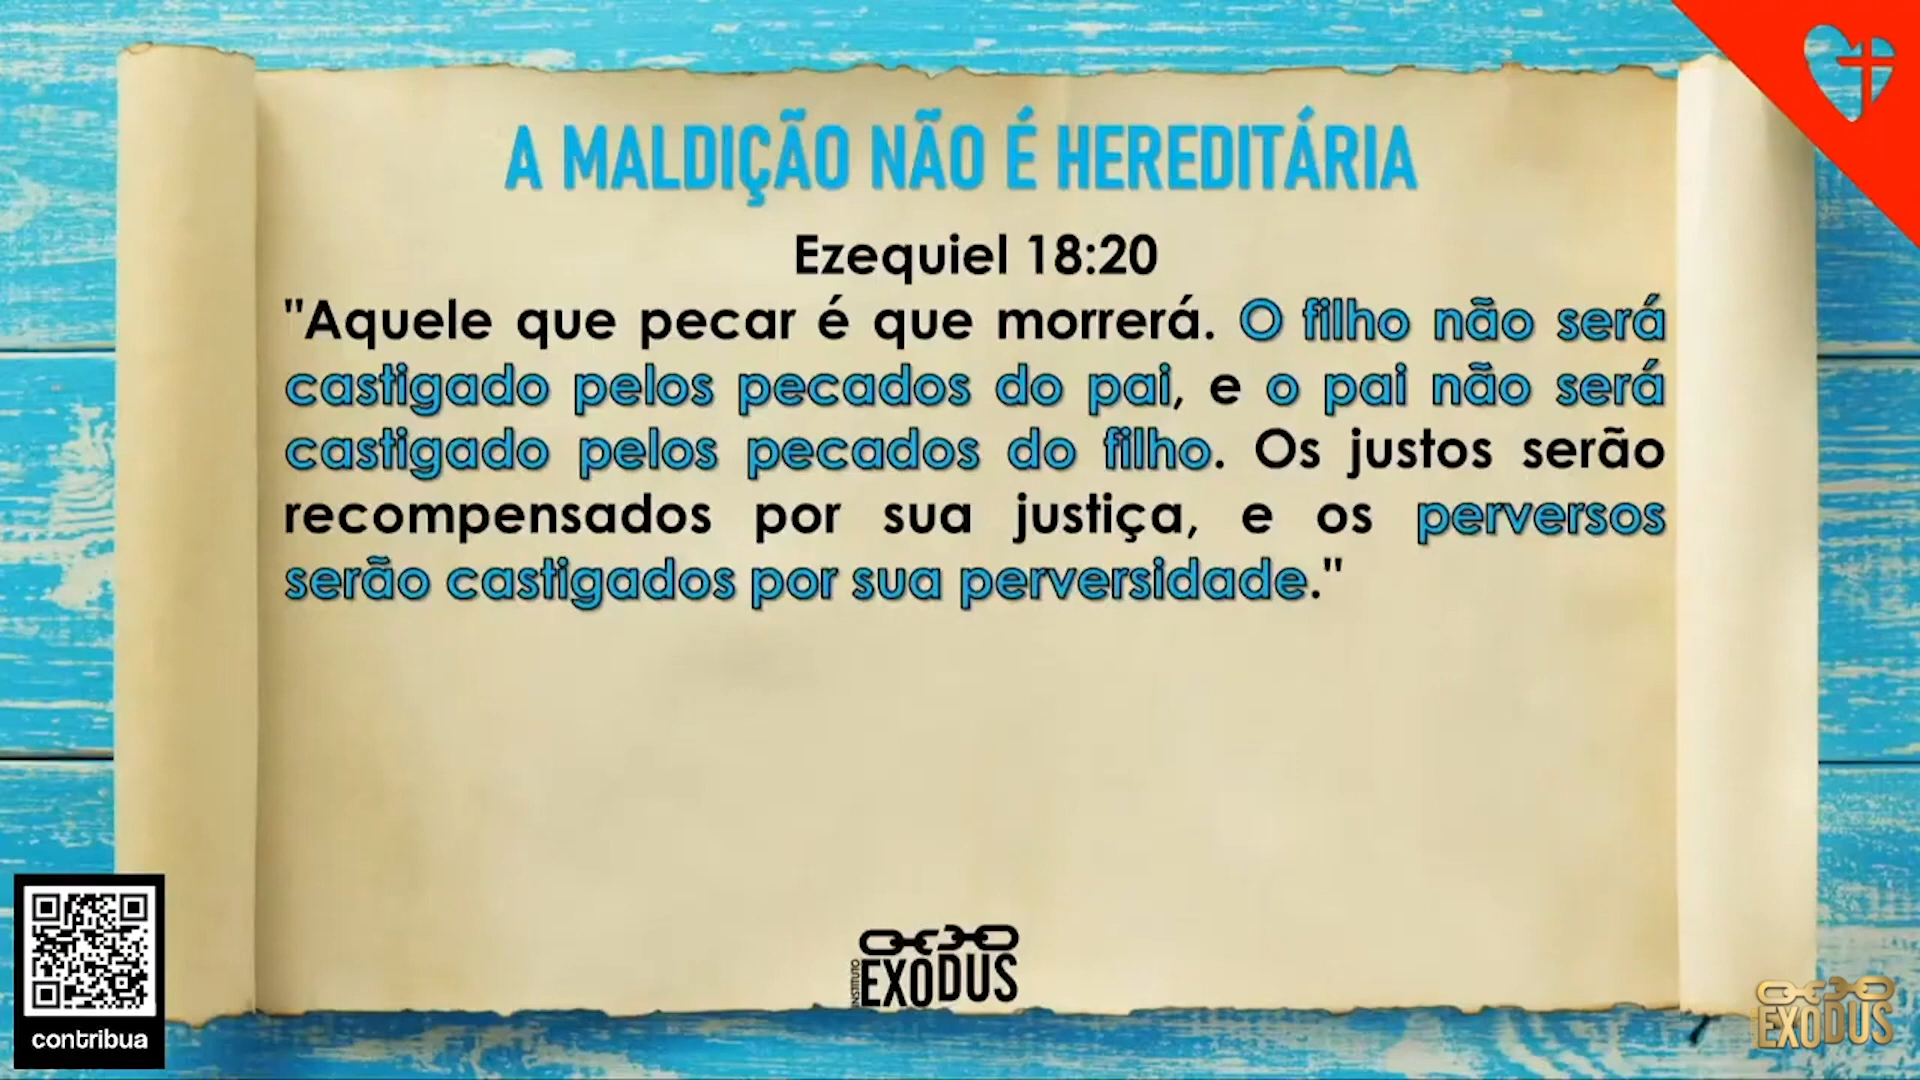 A MALDIÇÃO NÃO É HEREDITÁRIA
Ezequiel 18:20
"Aquele que pecar é que morrerá. O filho não será
castigado pelos pecados do pai, e o pai não será
castigado pelos pecados do filho. Os justos serão
recompensados por sua justiça, e os perversos
serão castigados por sua perversidade."
INSTITUTO
EXODUS
contribua
EXODUS